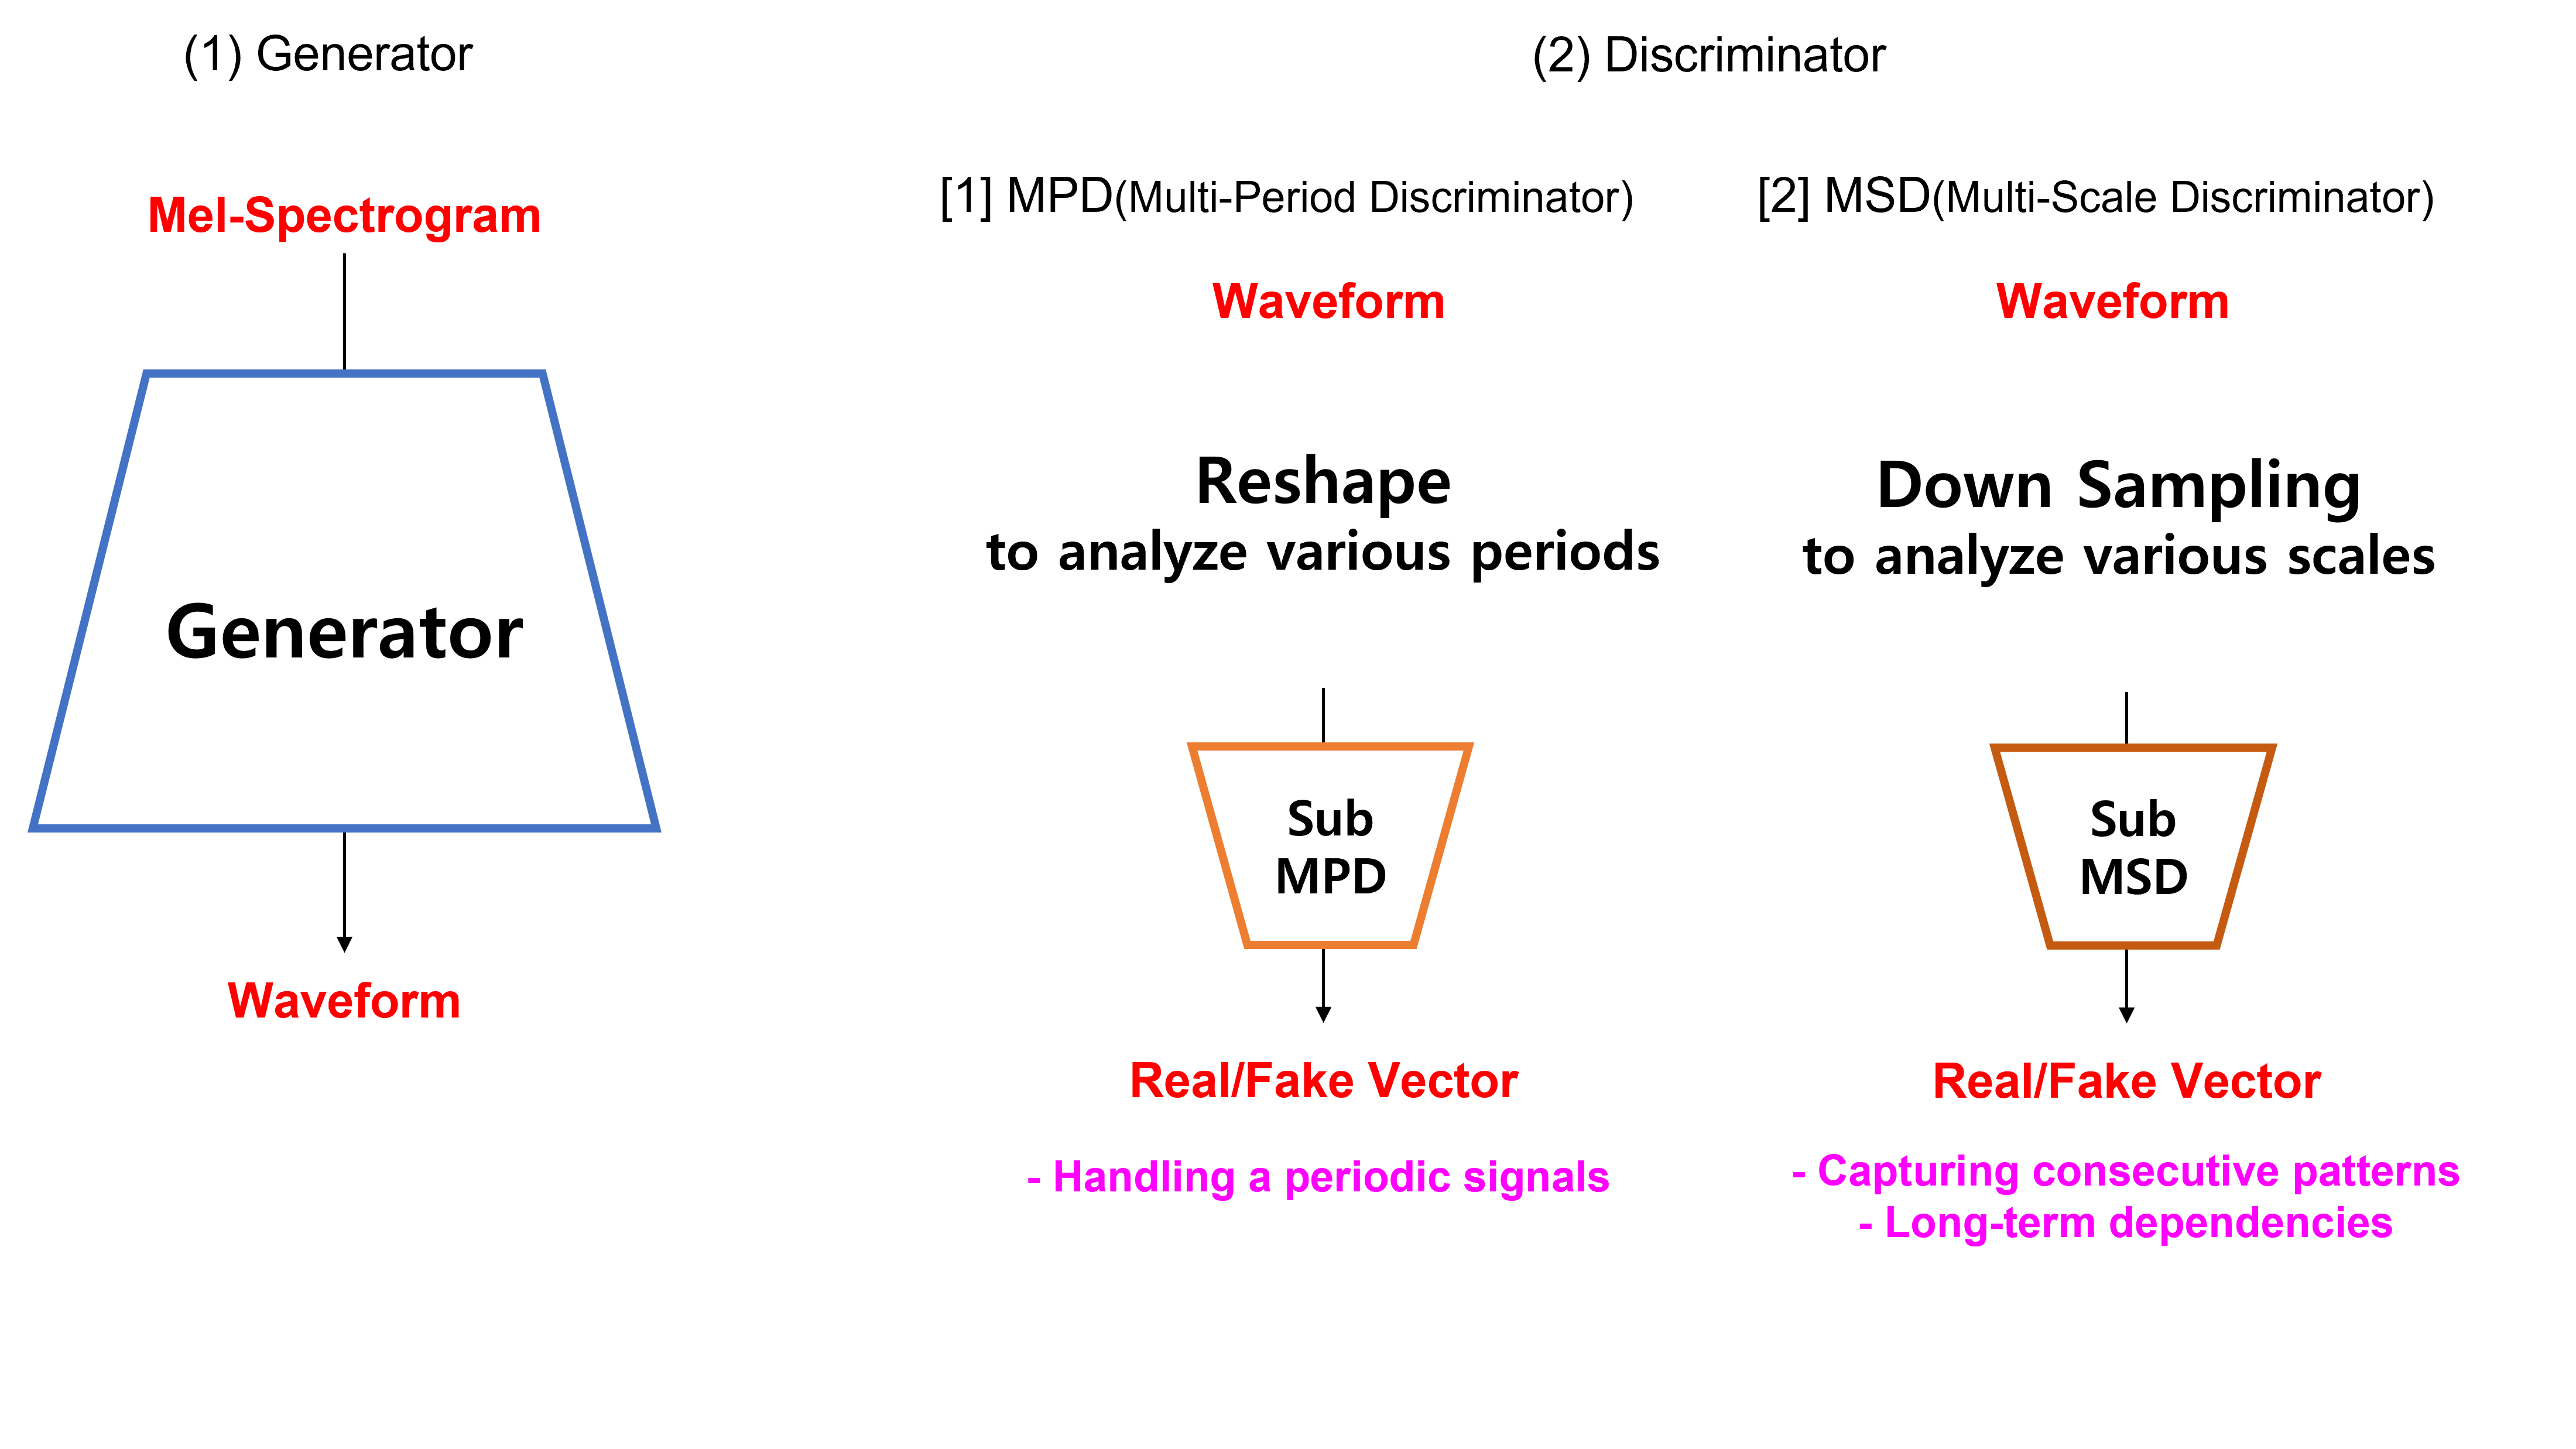 (1) Generator
Mel-Spectrogram
Generator
Waveform
(2) Discriminator
[1] MPD(Multi-Period Discriminator)
Waveform
Reshape
to analyze various periods
Sub
MPD
Real/Fake Vector
- Handling a periodic signals
[2] MSD(Multi-Scale Discriminator)
Waveform
Down Sampling
to analyze various scales
Sub
MSD
Real/Fake Vector
- Capturing consecutive patterns
- Long-term dependencies